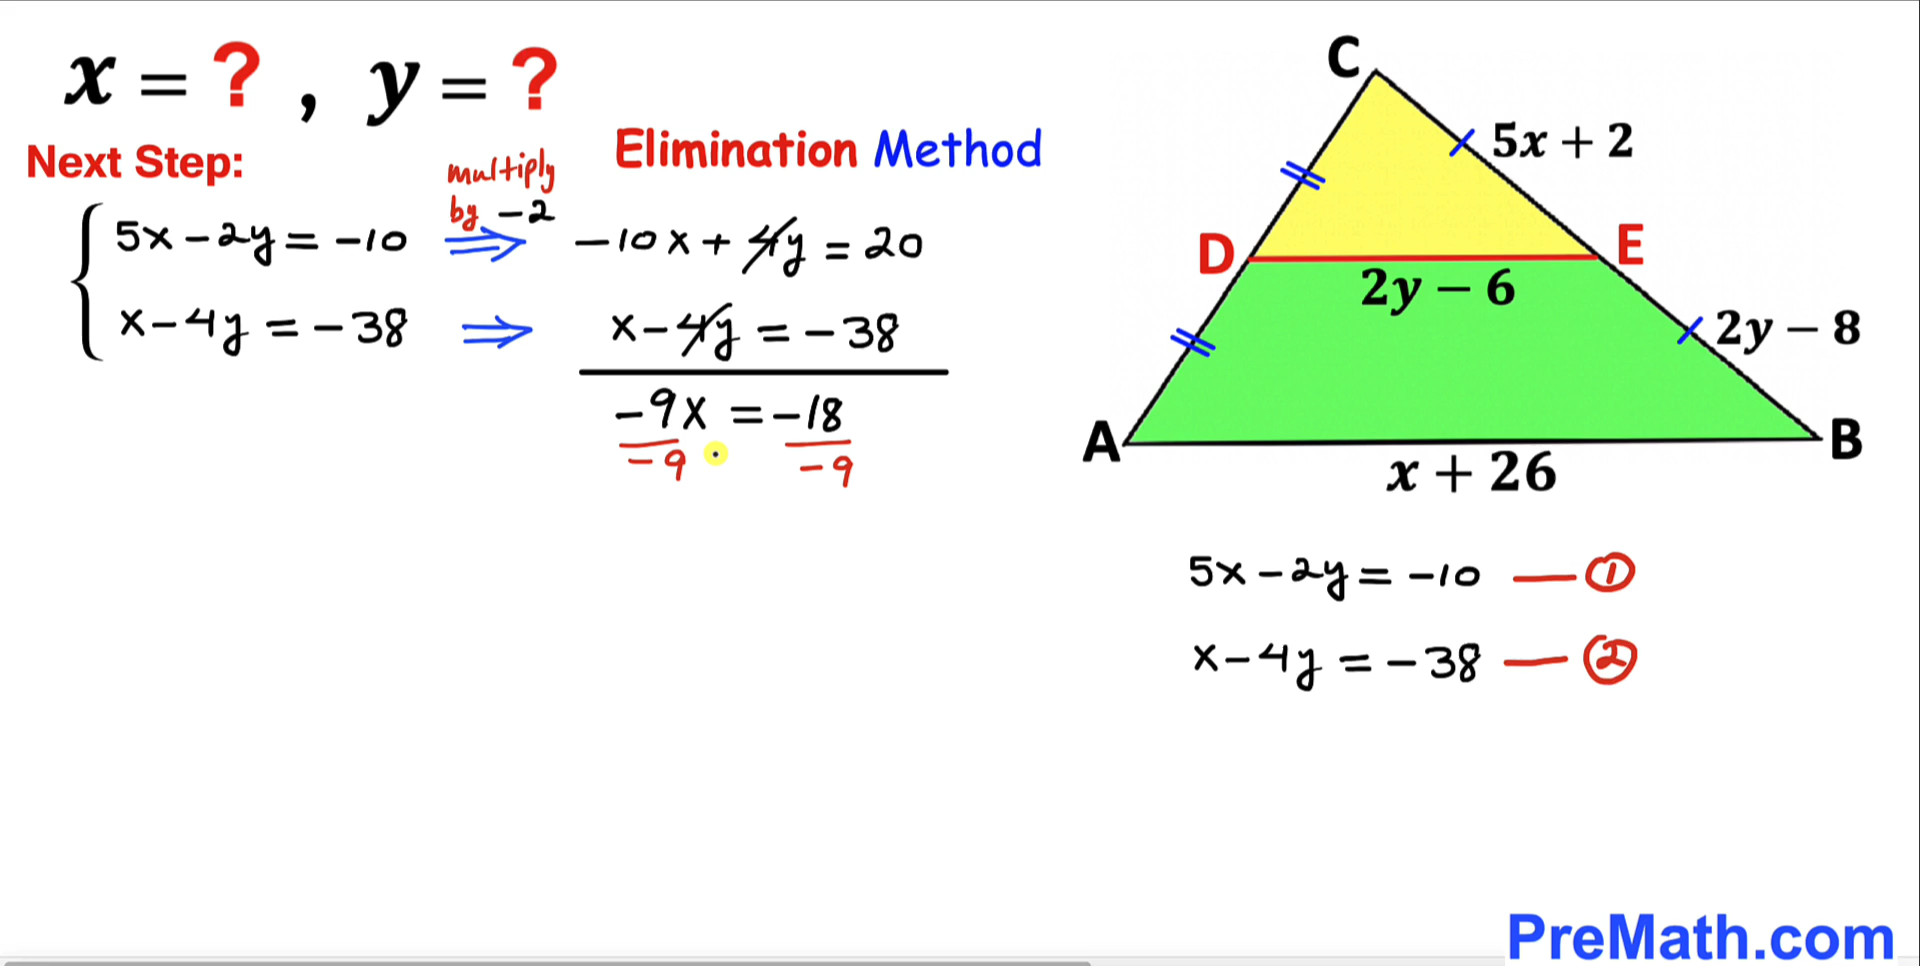 x = ? , y = ?
Next Step:
Elimination Method
multiply
by -2
5x - 2y = -10 ⇒ -10x + 4y = 20
x - 4y = -38 ⇒ x - 4y = -38
-9x = -18
-9 -9
C
5x + 2
D
E
2y − 6
2y − 8
A
B
x + 26
5x - 2y = -10 — ①
x - 4y = -38 — ②
PreMath.com